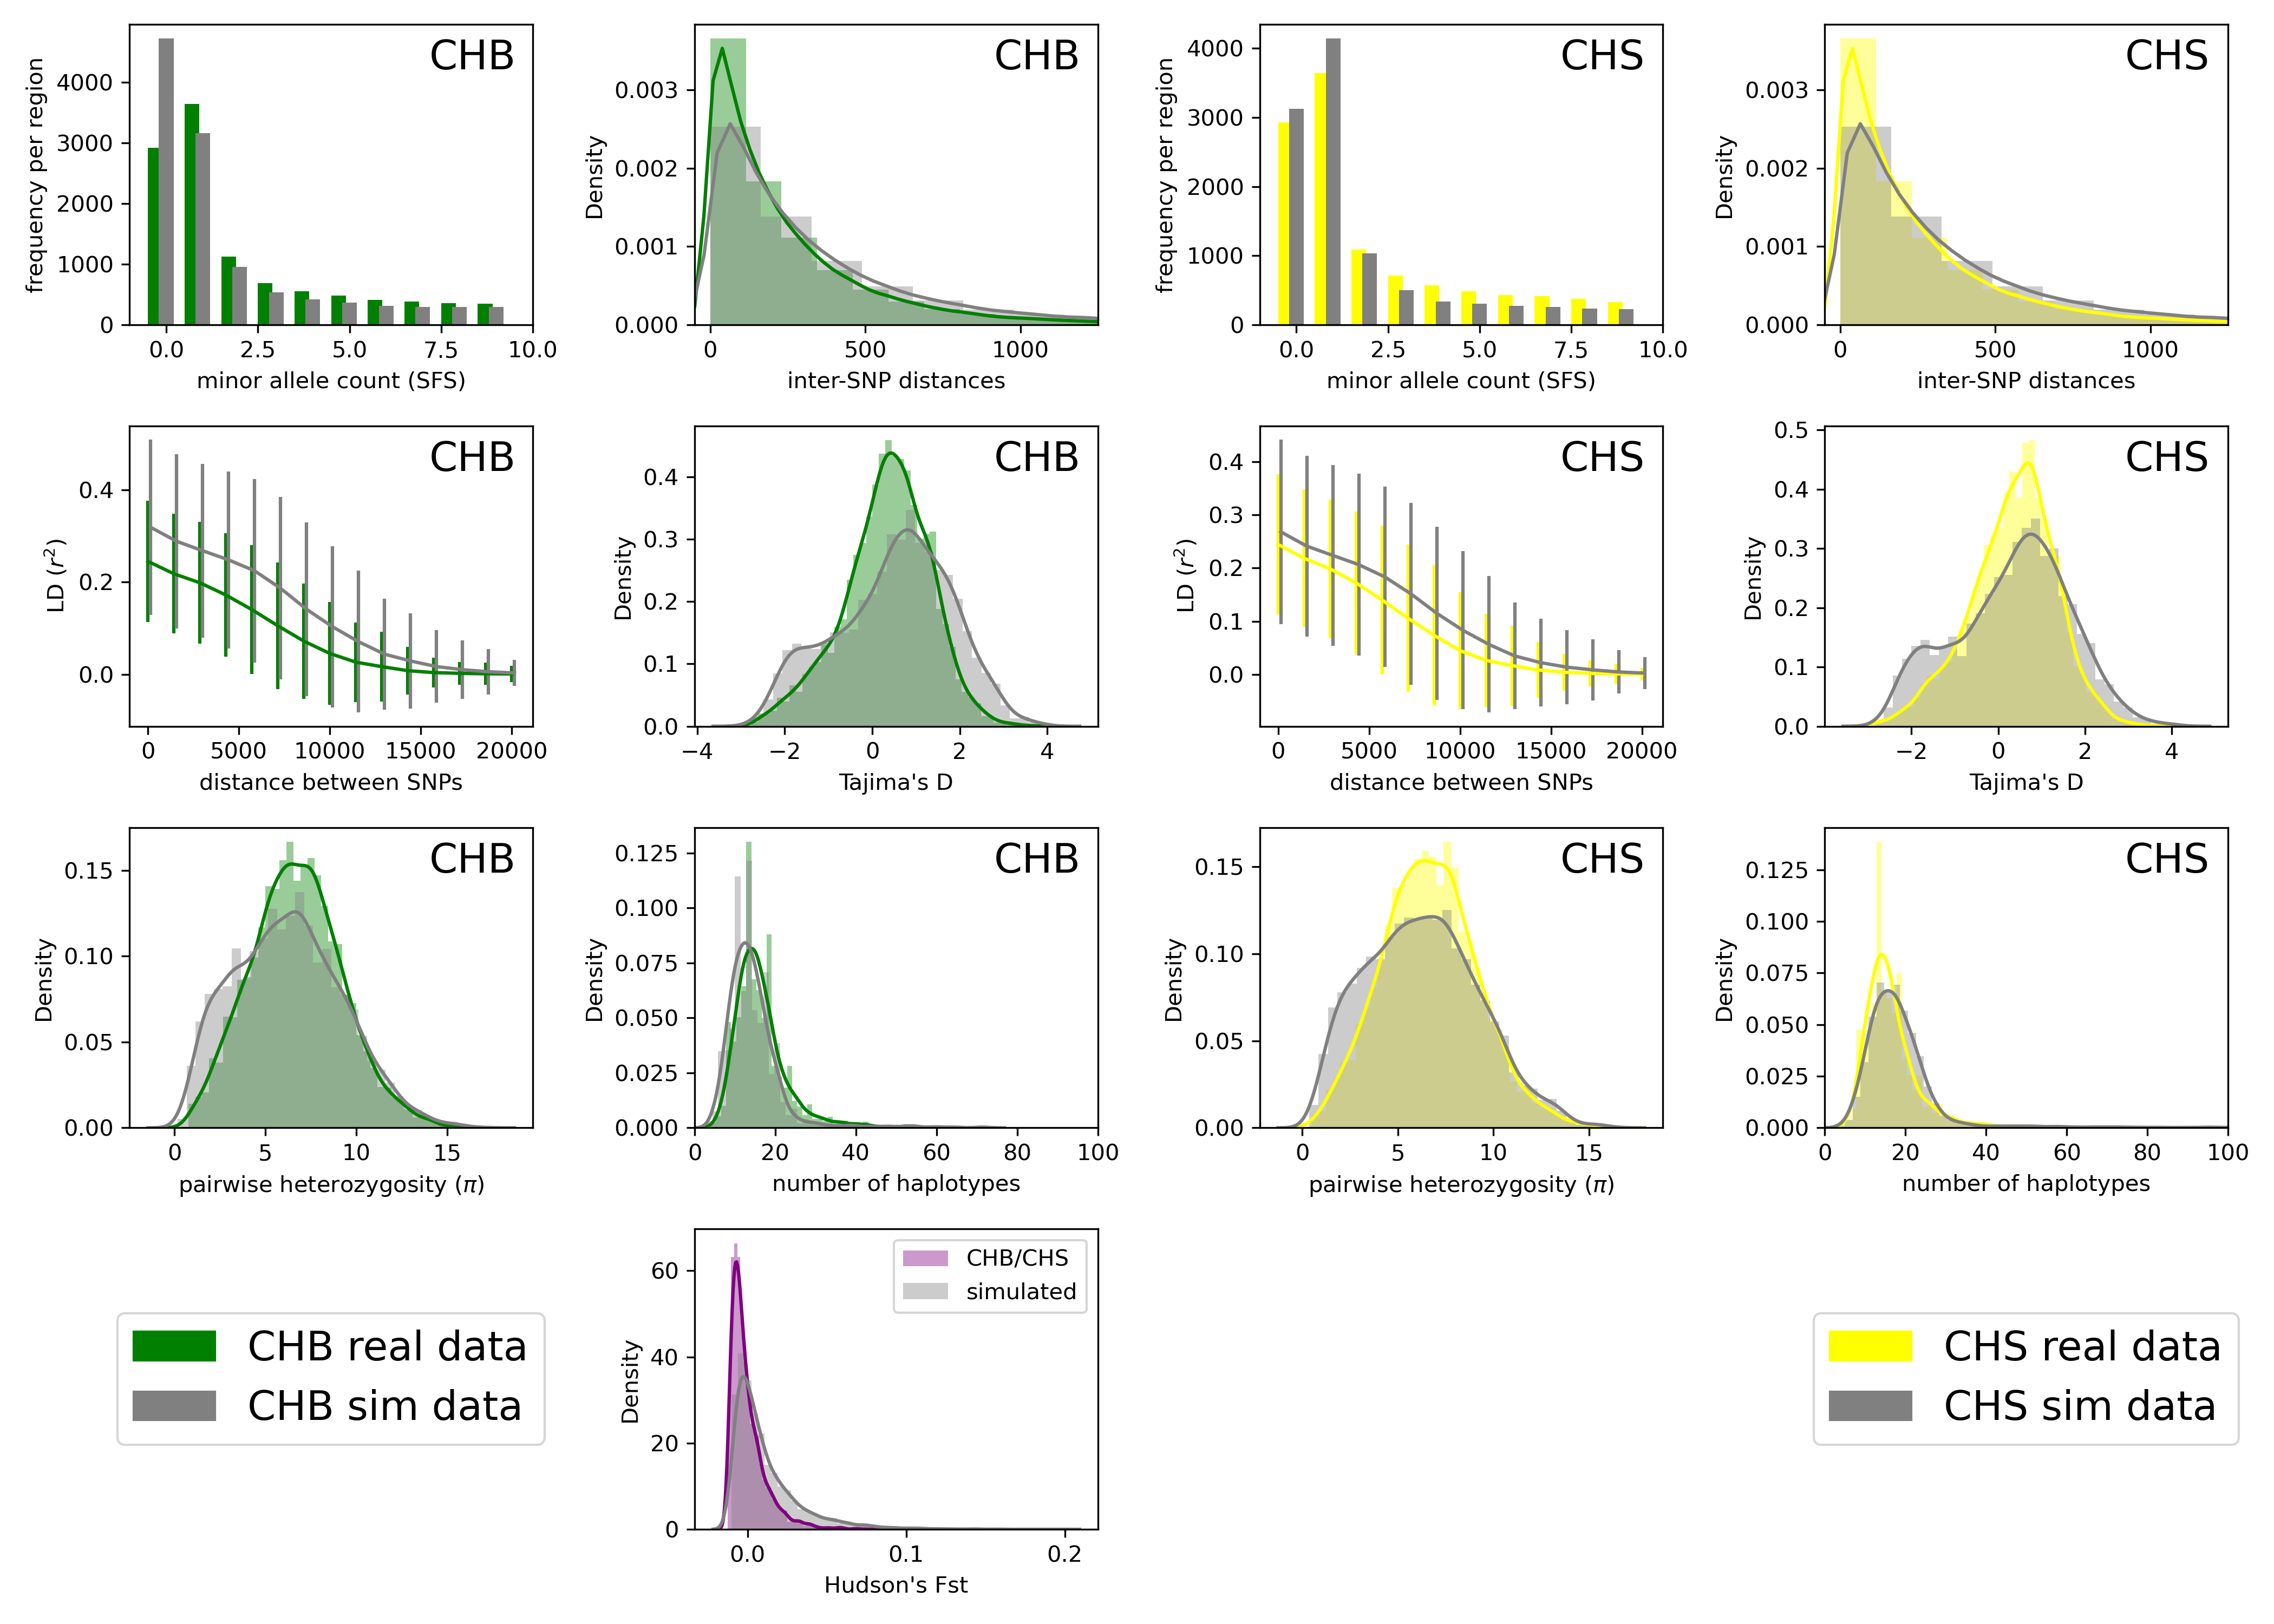 CHB
frequency per region
4000
3000
2000
1000
0
0.0 2.5 5.0 7.5 10.0
minor allele count (SFS)
CHB
Density
0.003
0.002
0.001
0.000
0 500 1000
inter-SNP distances
CHS
frequency per region
4000
3000
2000
1000
0
0.0 2.5 5.0 7.5 10.0
minor allele count (SFS)
CHS
Density
0.003
0.002
0.001
0.000
0 500 1000
inter-SNP distances
CHB
LD (r²)
0.4
0.2
0.0
0 5000 10000 15000 20000
distance between SNPs
CHB
Density
0.4
0.3
0.2
0.1
0.0
−4 −2 0 2 4
Tajima's D
CHS
LD (r²)
0.4
0.3
0.2
0.1
0.0
0 5000 10000 15000 20000
distance between SNPs
CHS
Density
0.5
0.4
0.3
0.2
0.1
0.0
−2 0 2 4
Tajima's D
CHB
Density
0.15
0.10
0.05
0.00
0 5 10 15
pairwise heterozygosity (π)
CHB
Density
0.125
0.100
0.075
0.050
0.025
0.000
0 20 40 60 80 100
number of haplotypes
CHS
Density
0.15
0.10
0.05
0.00
0 5 10 15
pairwise heterozygosity (π)
CHS
Density
0.125
0.100
0.075
0.050
0.025
0.000
0 20 40 60 80 100
number of haplotypes
CHB real data
CHB sim data
CHB/CHS
simulated
Density
60
40
20
0
0.0 0.1 0.2
Hudson's Fst
CHS real data
CHS sim data